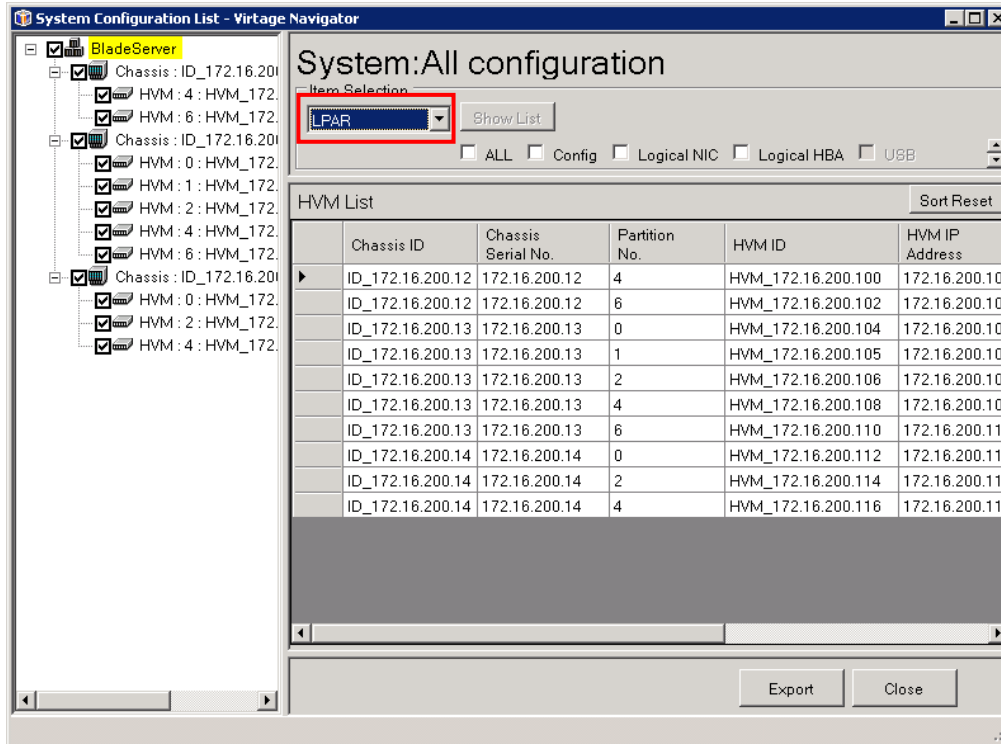 System Configuration List - Virtage Navigator
BladeServer
Chassis : ID_172.16.20
HVM : 4 : HVM_172.
HVM : 6 : HVM_172.
Chassis : ID_172.16.20
HVM : 0 : HVM_172.
HVM : 1 : HVM_172.
HVM : 2 : HVM_172.
HVM : 4 : HVM_172.
HVM : 6 : HVM_172.
Chassis : ID_172.16.20
HVM : 0 : HVM_172.
HVM : 2 : HVM_172.
HVM : 4 : HVM_172.
System:All configuration
Item Selection
LPAR Show List
ALL Config Logical NIC Logical HBA USB
HVM List Sort Reset
Chassis ID Chassis Serial No. Partition No. HVM ID HVM IP Address
ID_172.16.200.12 172.16.200.12 4 HVM_172.16.200.100 172.16.200.10
ID_172.16.200.12 172.16.200.12 6 HVM_172.16.200.102 172.16.200.10
ID_172.16.200.13 172.16.200.13 0 HVM_172.16.200.104 172.16.200.10
ID_172.16.200.13 172.16.200.13 1 HVM_172.16.200.105 172.16.200.10
ID_172.16.200.13 172.16.200.13 2 HVM_172.16.200.106 172.16.200.10
ID_172.16.200.13 172.16.200.13 4 HVM_172.16.200.108 172.16.200.10
ID_172.16.200.13 172.16.200.13 6 HVM_172.16.200.110 172.16.200.11
ID_172.16.200.14 172.16.200.14 0 HVM_172.16.200.112 172.16.200.11
ID_172.16.200.14 172.16.200.14 2 HVM_172.16.200.114 172.16.200.11
ID_172.16.200.14 172.16.200.14 4 HVM_172.16.200.116 172.16.200.11
Export Close